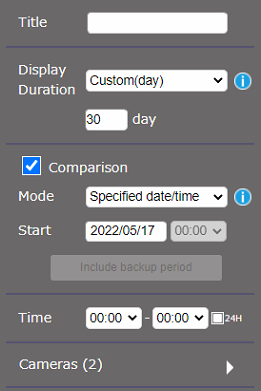 Title
Display Duration
Custom(day)
30 day
Comparison
Mode Specified date/time
Start 2022/05/17 00:00
Include backup period
Time 00:00 - 00:00 24H
Cameras (2)